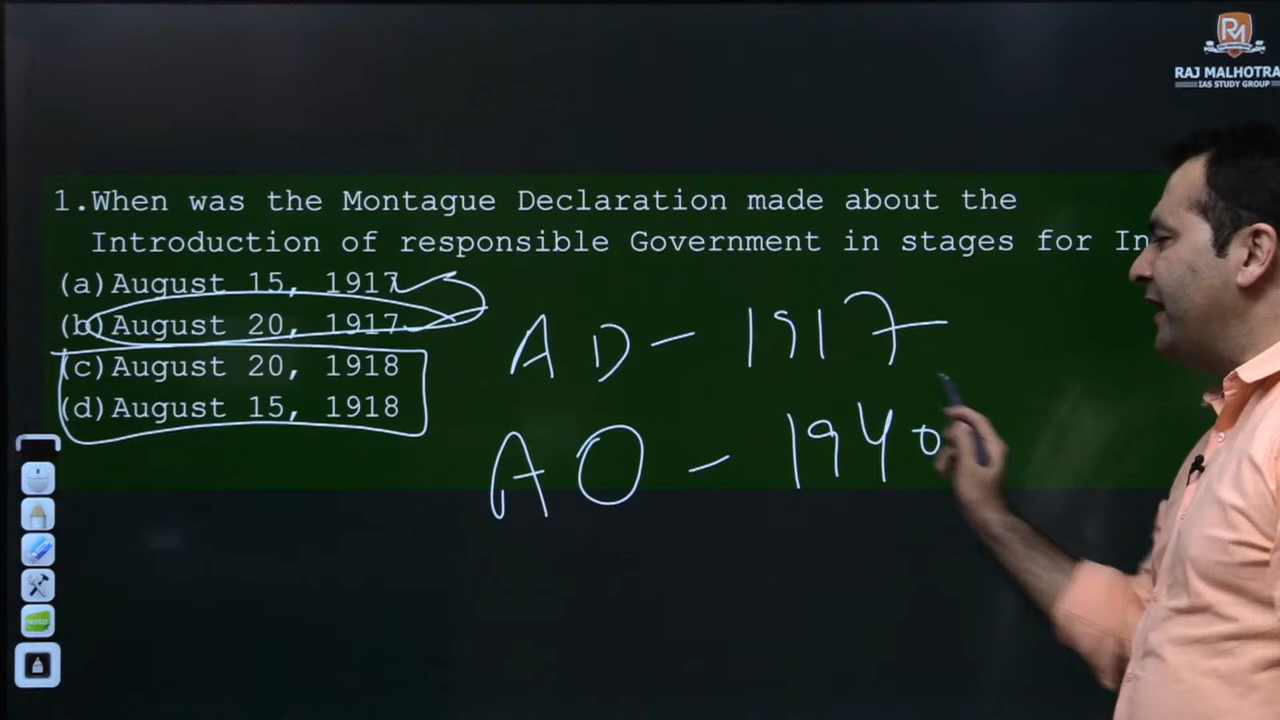 RM
RAJ MALHOTRA
IAS STUDY GROUP
1.When was the Montague Declaration made about the
Introduction of responsible Government in stages for In
(a)August 15, 1917
(b)August 20, 1917
(c)August 20, 1918
(d)August 15, 1918
AD - 1917
AO - 1940
Note